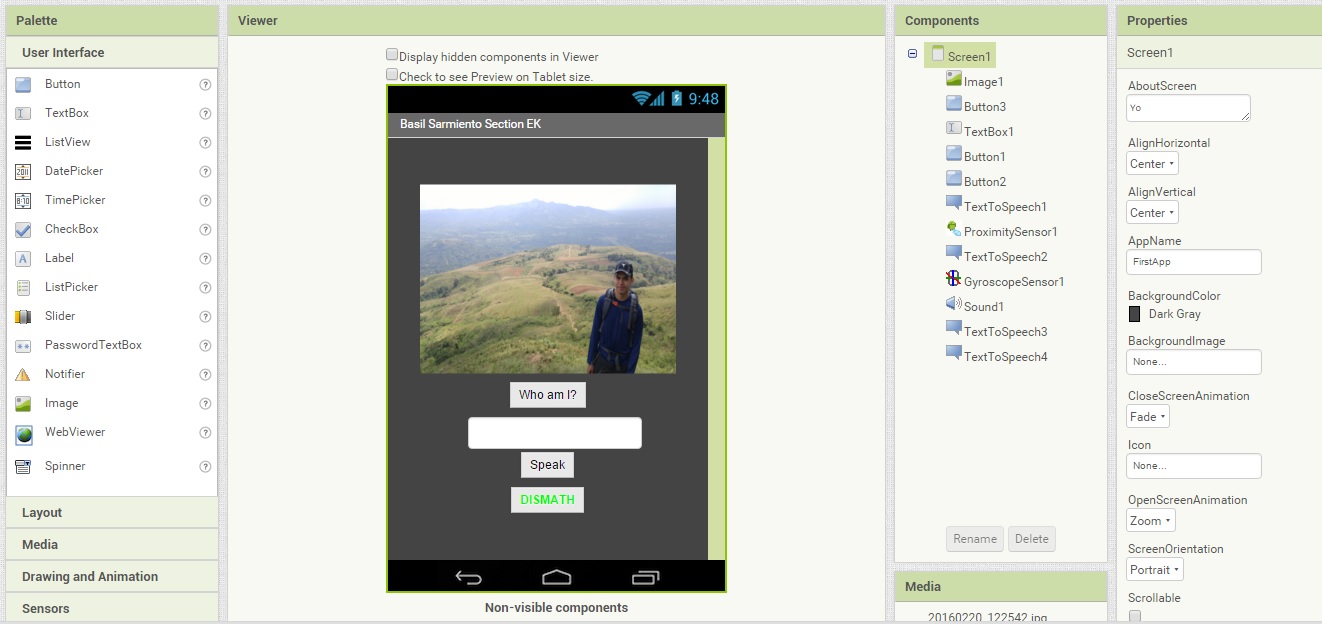 Palette
User Interface
Button
TextBox
ListView
DatePicker
TimePicker
CheckBox
Label
ListPicker
Slider
PasswordTextBox
Notifier
Image
WebViewer
Spinner
Layout
Media
Drawing and Animation
Sensors
Viewer
Display hidden components in Viewer
Check to see Preview on Tablet size.
9:48
Basil Sarmiento Section EK
Who am I?
Speak
DISMATH
Non-visible components
Components
Screen1
Image1
Button3
TextBox1
Button1
Button2
TextToSpeech1
ProximitySensor1
TextToSpeech2
GyroscopeSensor1
Sound1
TextToSpeech3
TextToSpeech4
Rename Delete
Media
20160220_122542.jpg
Properties
Screen1
AboutScreen
Yo
AlignHorizontal
Center
AlignVertical
Center
AppName
FirstApp
BackgroundColor
Dark Gray
BackgroundImage
None...
CloseScreenAnimation
Fade
Icon
None...
OpenScreenAnimation
Zoom
ScreenOrientation
Portrait
Scrollable